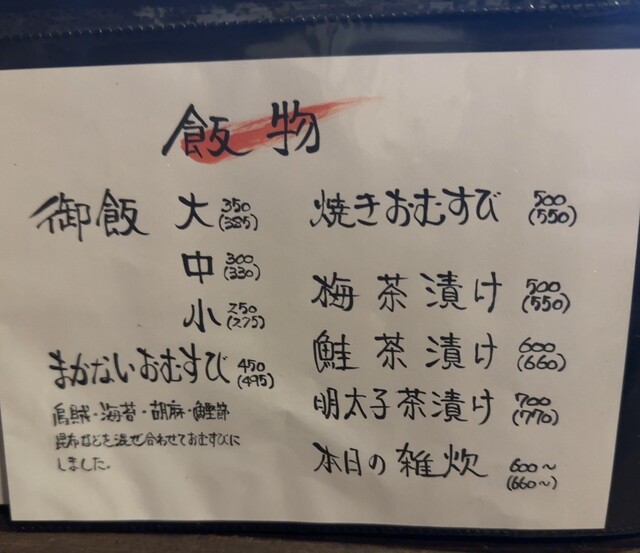 飯物
御飯 大 350 (385)
中 300 (330)
小 250 (275)
まかないおむすび 450 (495)
烏賊・海苔・胡麻・鰹節
昆布などを混ぜ合わせておむすびに
しました。
焼きおむすび 500 (550)
梅茶漬け 500 (550)
鮭茶漬け 600 (660)
明太子茶漬け 700 (770)
本日の雑炊 600～ (660～)